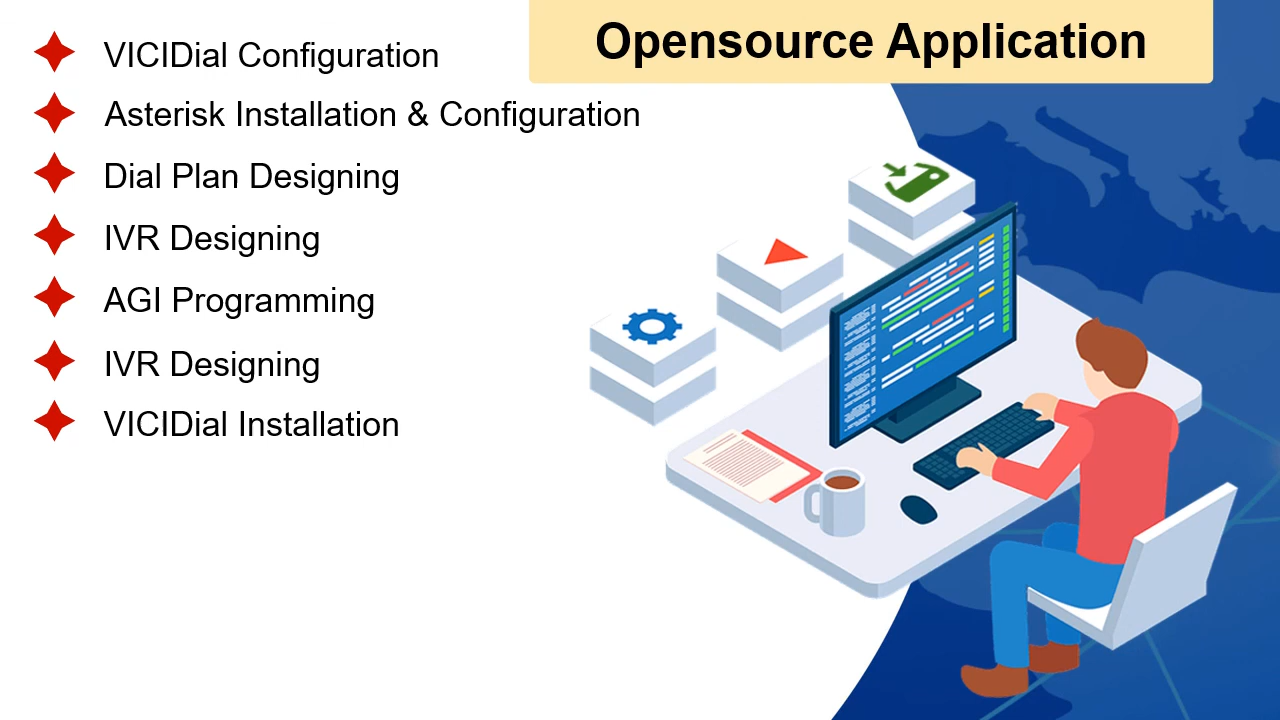 Opensource Application
VICIDial Configuration
Asterisk Installation & Configuration
Dial Plan Designing
IVR Designing
AGI Programming
IVR Designing
VICIDial Installation